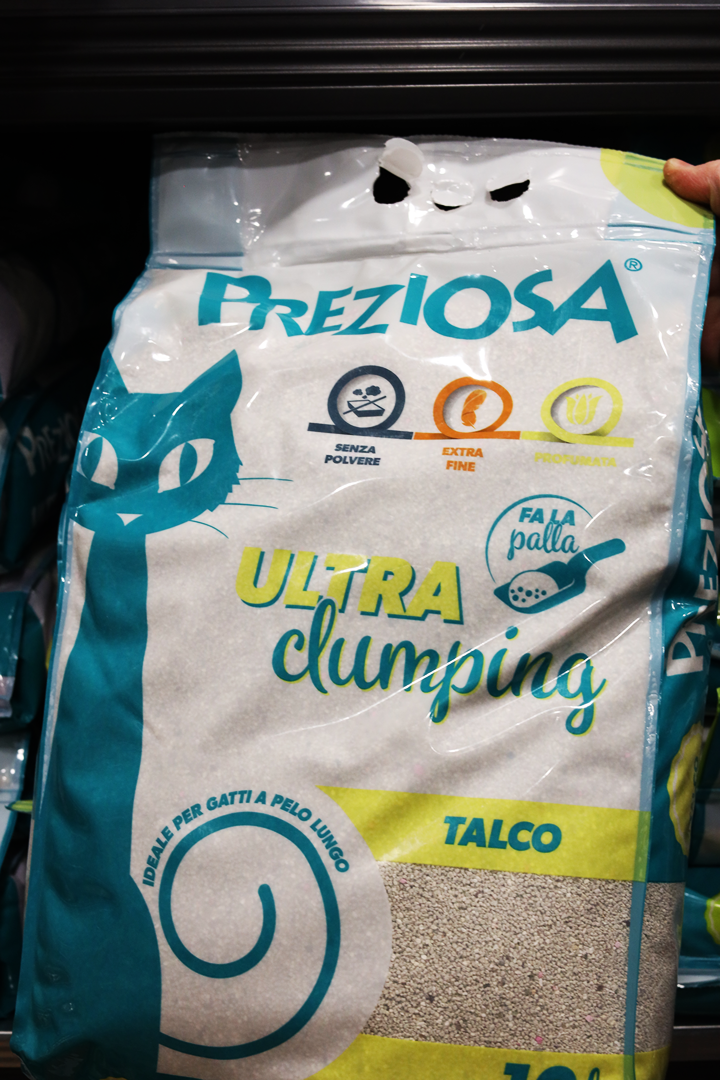 PREZIOSA®
SENZA
POLVERE
EXTRA
FINE
PROFUMATA
FA LA
palla
ULTRA
clumping
IDEALE PER GATTI A PELO LUNGO
TALCO